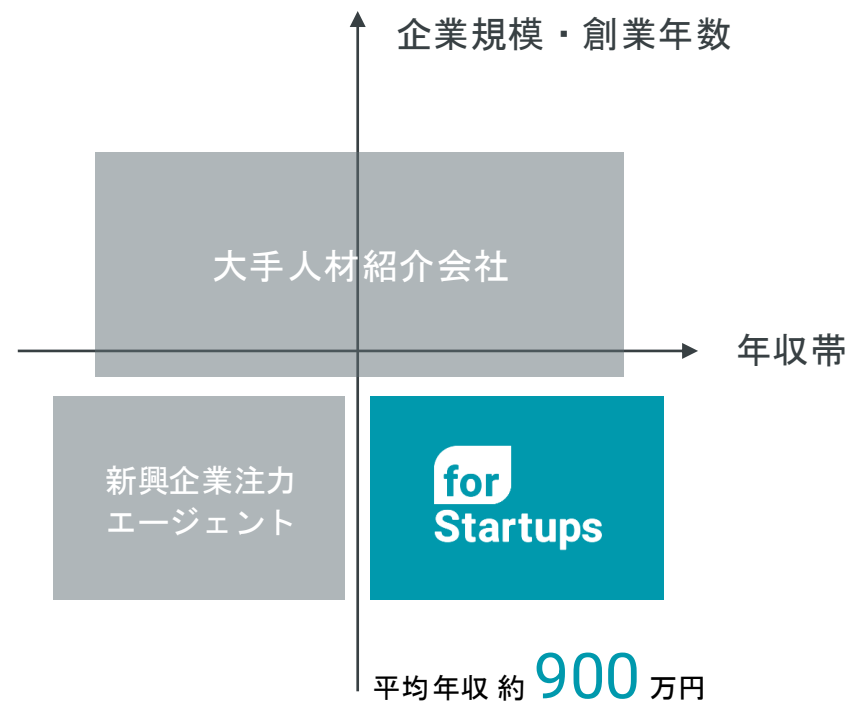 企業規模・創業年数
大手人材紹介会社
年収帯
新興企業注力
エージェント
for
Startups
平均年収 約 900 万円